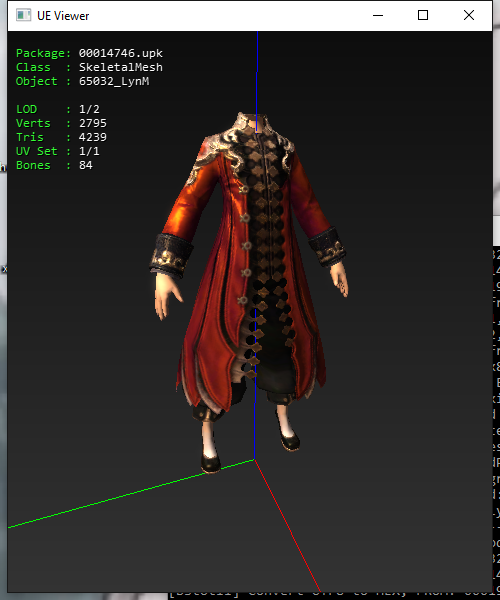 UE Viewer
Package: 00014746.upk
Class : SkeletalMesh
Object : 65032_LynM
LOD : 1/2
Verts : 2795
Tris : 4239
UV Set : 1/1
Bones : 84